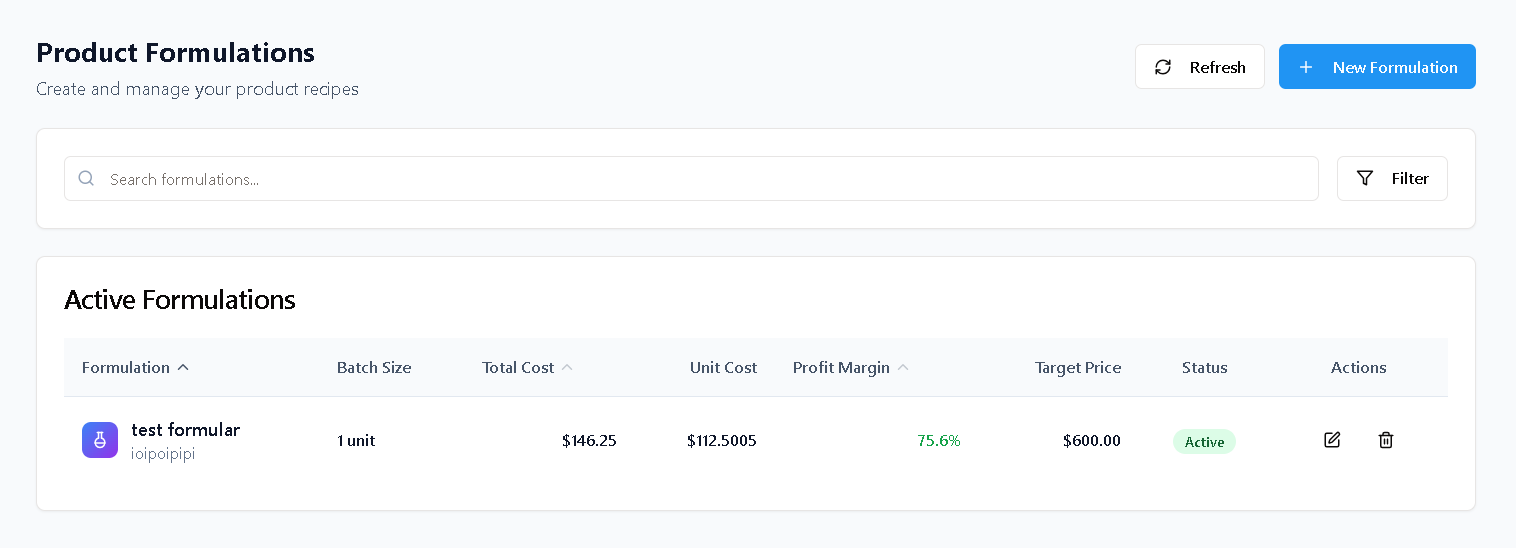 Product Formulations
Create and manage your product recipes
Refresh
New Formulation
Search formulations...
Filter
Active Formulations
Formulation Batch Size Total Cost Unit Cost Profit Margin Target Price Status Actions
test formular
ioipoipipi
1 unit $146.25 $112.5005 75.6% $600.00 Active